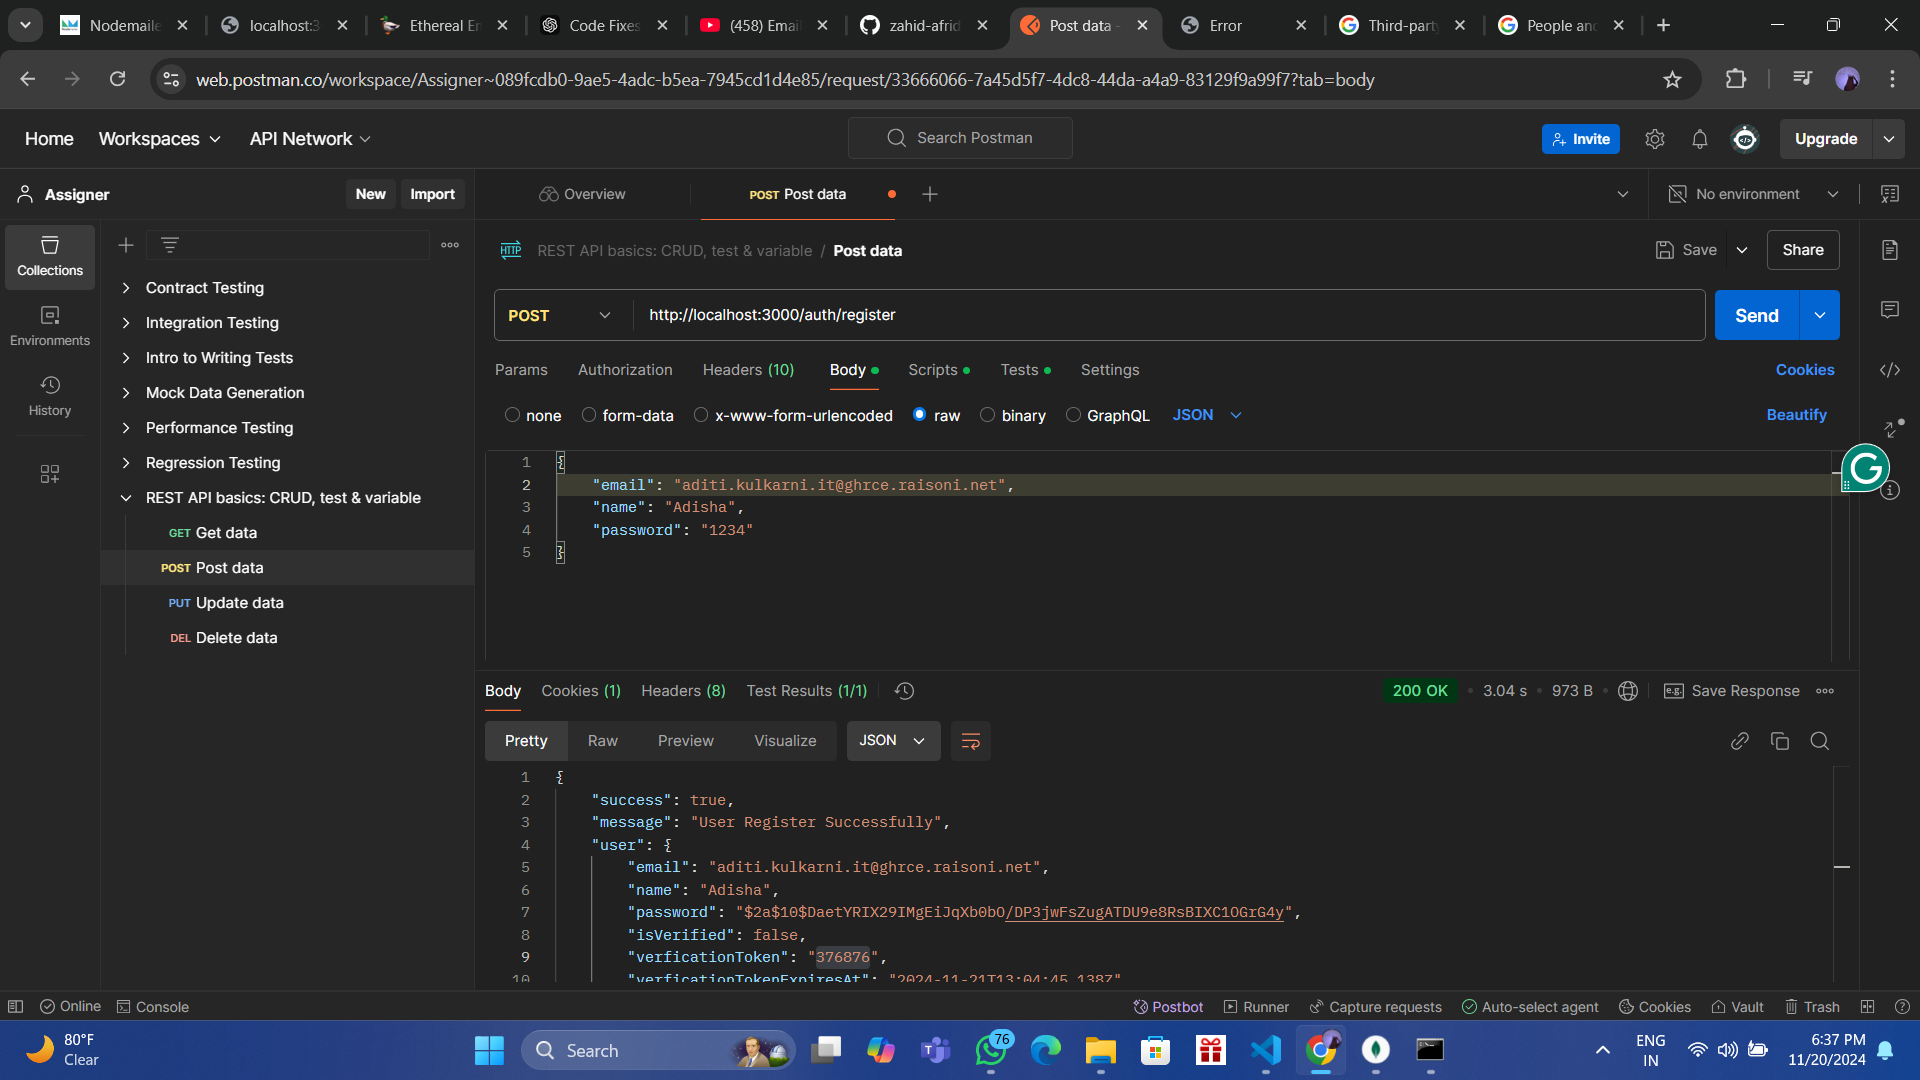 Nodemaile
localhost:3
Ethereal Em
Code Fixes
(458) Email
zahid-afrid
Post data -
Error
Third-party
People and
web.postman.co/workspace/Assigner~089fcdb0-9ae5-4adc-b5ea-7945cd1d4e85/request/33666066-7a45d5f7-4dc8-44da-a4a9-83129f9a99f7?tab=body
Home
Workspaces
API Network
Search Postman
Invite
Upgrade
Assigner
New
Import
Overview
POST Post data
No environment
Collections
Environments
History
Contract Testing
Integration Testing
Intro to Writing Tests
Mock Data Generation
Performance Testing
Regression Testing
REST API basics: CRUD, test & variable
GET Get data
POST Post data
PUT Update data
DEL Delete data
HTTP REST API basics: CRUD, test & variable / Post data
Save
Share
POST
http://localhost:3000/auth/register
Send
Params
Authorization
Headers (10)
Body
Scripts
Tests
Settings
Cookies
none
form-data
x-www-form-urlencoded
raw
binary
GraphQL
JSON
Beautify
1 {
2 "email": "aditi.kulkarni.it@ghrce.raisoni.net",
3 "name": "Adisha",
4 "password": "1234"
5 }
Body
Cookies (1)
Headers (8)
Test Results (1/1)
200 OK
3.04 s
973 B
e.g. Save Response
Pretty
Raw
Preview
Visualize
JSON
1 {
2 "success": true,
3 "message": "User Register Successfully",
4 "user": {
5 "email": "aditi.kulkarni.it@ghrce.raisoni.net",
6 "name": "Adisha",
7 "password": "$2a$10$DaetYRIX29IMgEiJqXb0bO/DP3jwFsZugATDU9e8RsBIXC1OGrG4y",
8 "isVerified": false,
9 "verficationToken": "376876",
10 "verficationTokenExpiresAt": "2024-11-21T13:04:45.138Z"
Online
Console
Postbot
Runner
Capture requests
Auto-select agent
Cookies
Vault
Trash
80°F
Clear
Search
76
ENG
IN
6:37 PM
11/20/2024